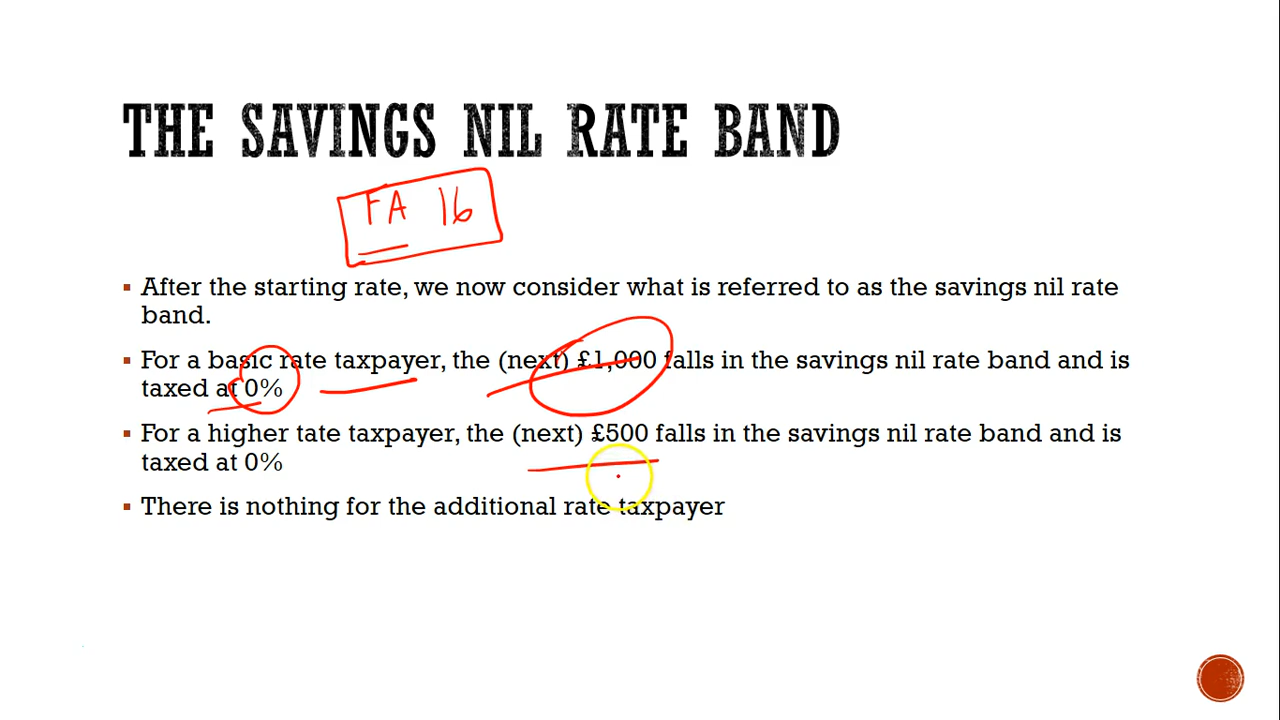 THE SAVINGS NIL RATE BAND
FA 16
After the starting rate, we now consider what is referred to as the savings nil rate
band.
For a basic rate taxpayer, the (next) £1,000 falls in the savings nil rate band and is
taxed at 0%
For a higher tate taxpayer, the (next) £500 falls in the savings nil rate band and is
taxed at 0%
There is nothing for the additional rate taxpayer